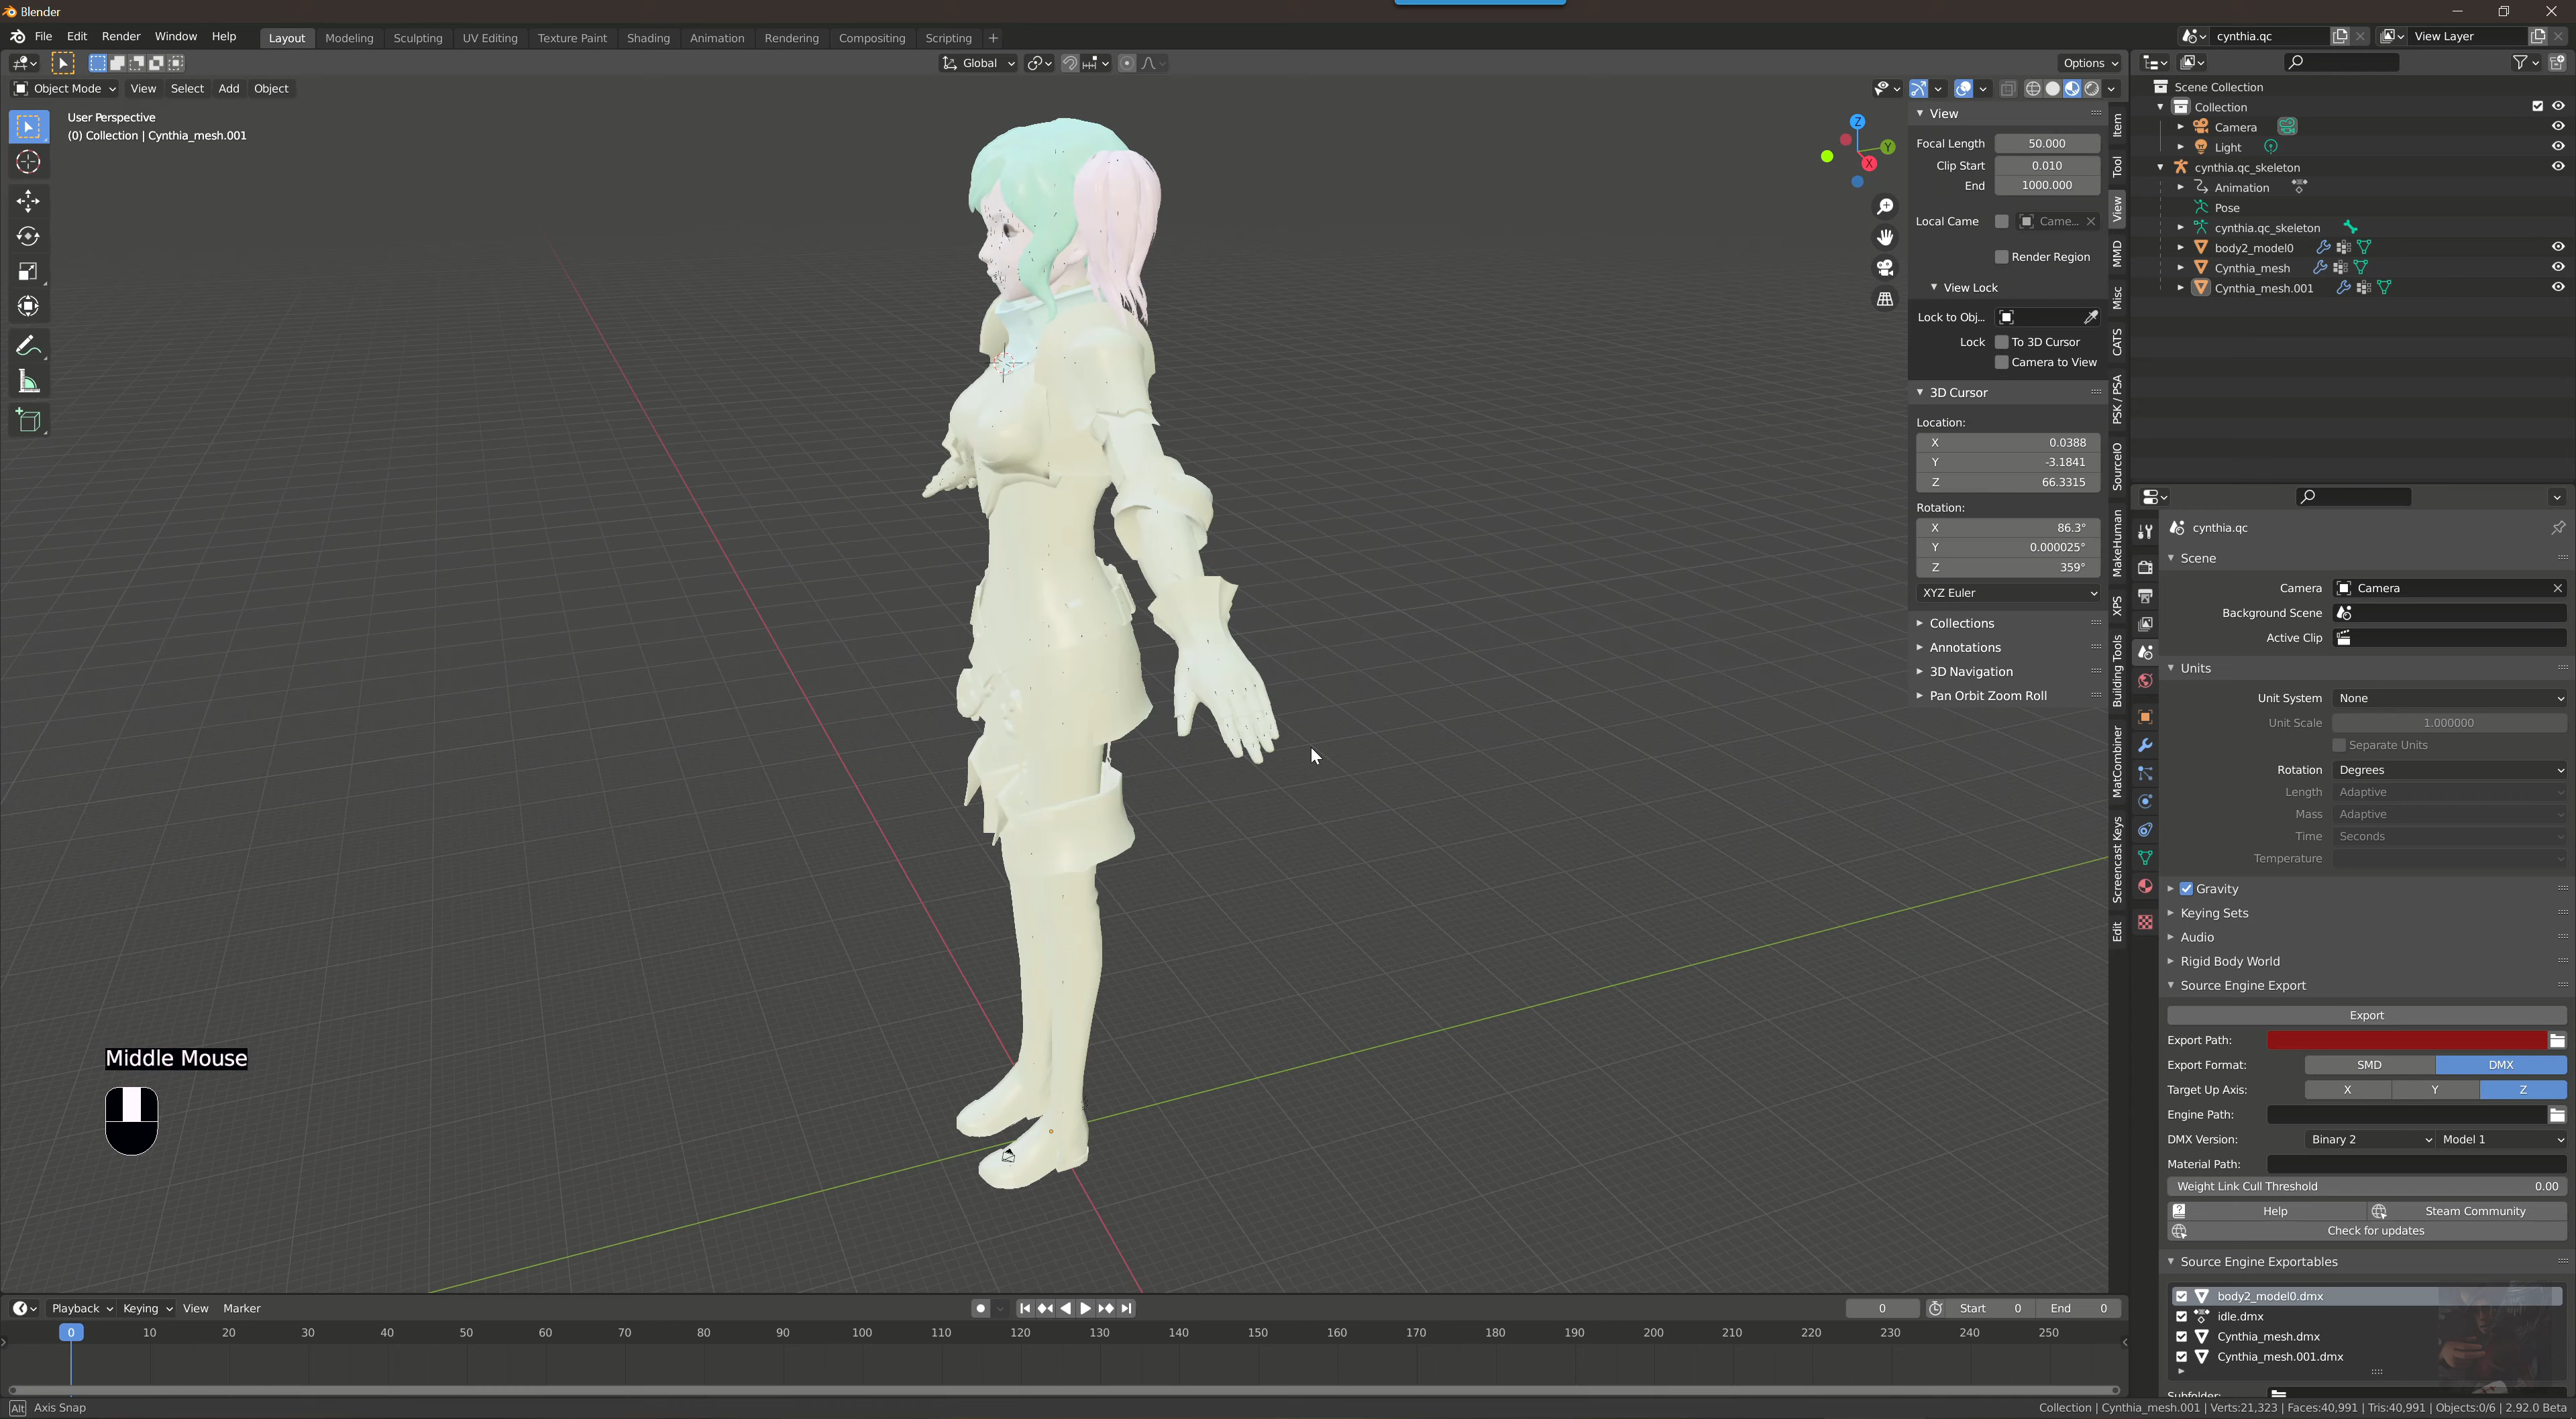 Blender
File Edit Render Window Help Layout Modeling Sculpting UV Editing Texture Paint Shading Animation Rendering Compositing Scripting + cynthia.qc View Layer
Global Options
Object Mode View Select Add Object
User Perspective
(0) Collection | Cynthia_mesh.001
Z
Y
X
View
Focal Length 50.000
Clip Start 0.010
End 1000.000
Local Came Came...
Render Region
View Lock
Lock to Obj...
Lock To 3D Cursor
Camera to View
3D Cursor
Location:
X 0.0388
Y -3.1841
Z 66.3315
Rotation:
X 86.3°
Y 0.000025°
Z 359°
XYZ Euler
Collections
Annotations
3D Navigation
Pan Orbit Zoom Roll
Item
Tool
View
MMD
Misc
CATS
PSK / PSA
SourceIO
MakeHuman
XPS
Building Tools
MatCombiner
Screencast Keys
Edit
Scene Collection
Collection
Camera
Light
cynthia.qc_skeleton
Animation
Pose
cynthia.qc_skeleton
body2_model0
Cynthia_mesh
Cynthia_mesh.001
cynthia.qc
Scene
Camera Camera
Background Scene
Active Clip
Units
Unit System None
Unit Scale 1.000000
Separate Units
Rotation Degrees
Length Adaptive
Mass Adaptive
Time Seconds
Temperature
Gravity
Keying Sets
Audio
Rigid Body World
Source Engine Export
Export
Export Path:
Export Format: SMD DMX
Target Up Axis: X Y Z
Engine Path:
DMX Version: Binary 2 Model 1
Material Path:
Weight Link Cull Threshold 0.00
Help Steam Community
Check for updates
Source Engine Exportables
body2_model0.dmx
idle.dmx
Cynthia_mesh.dmx
Cynthia_mesh.001.dmx
Subfolder:
Middle Mouse
Playback Keying View Marker 0 Start 0 End 0
0 10 20 30 40 50 60 70 80 90 100 110 120 130 140 150 160 170 180 190 200 210 220 230 240 250
Alt Axis Snap
Collection | Cynthia_mesh.001 | Verts:21,323 | Faces:40,991 | Tris:40,991 | Objects:0/6 | 2.92.0 Beta